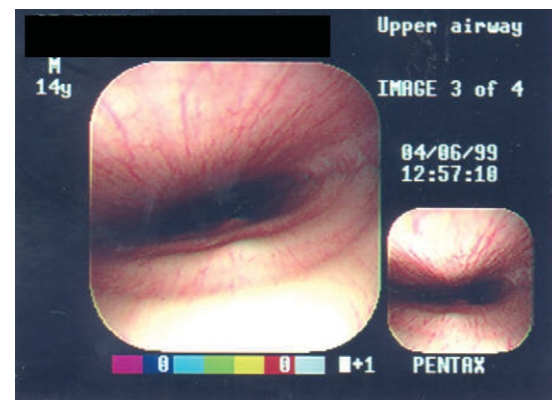 Upper airway
M
14y
IMAGE 3 of 4
04/06/99
12:57:10
0
0
+1
PENTAX